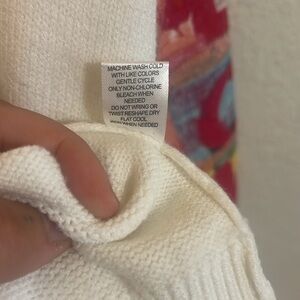 MACHINE WASH COLD
WITH LIKE COLORS
GENTLE CYCLE
ONLY NON-CHLORINE
BLEACH WHEN
NEEDED
DO NOT WRING OR
TWIST RESHAPE DRY
FLAT COOL
WHEN NEEDED